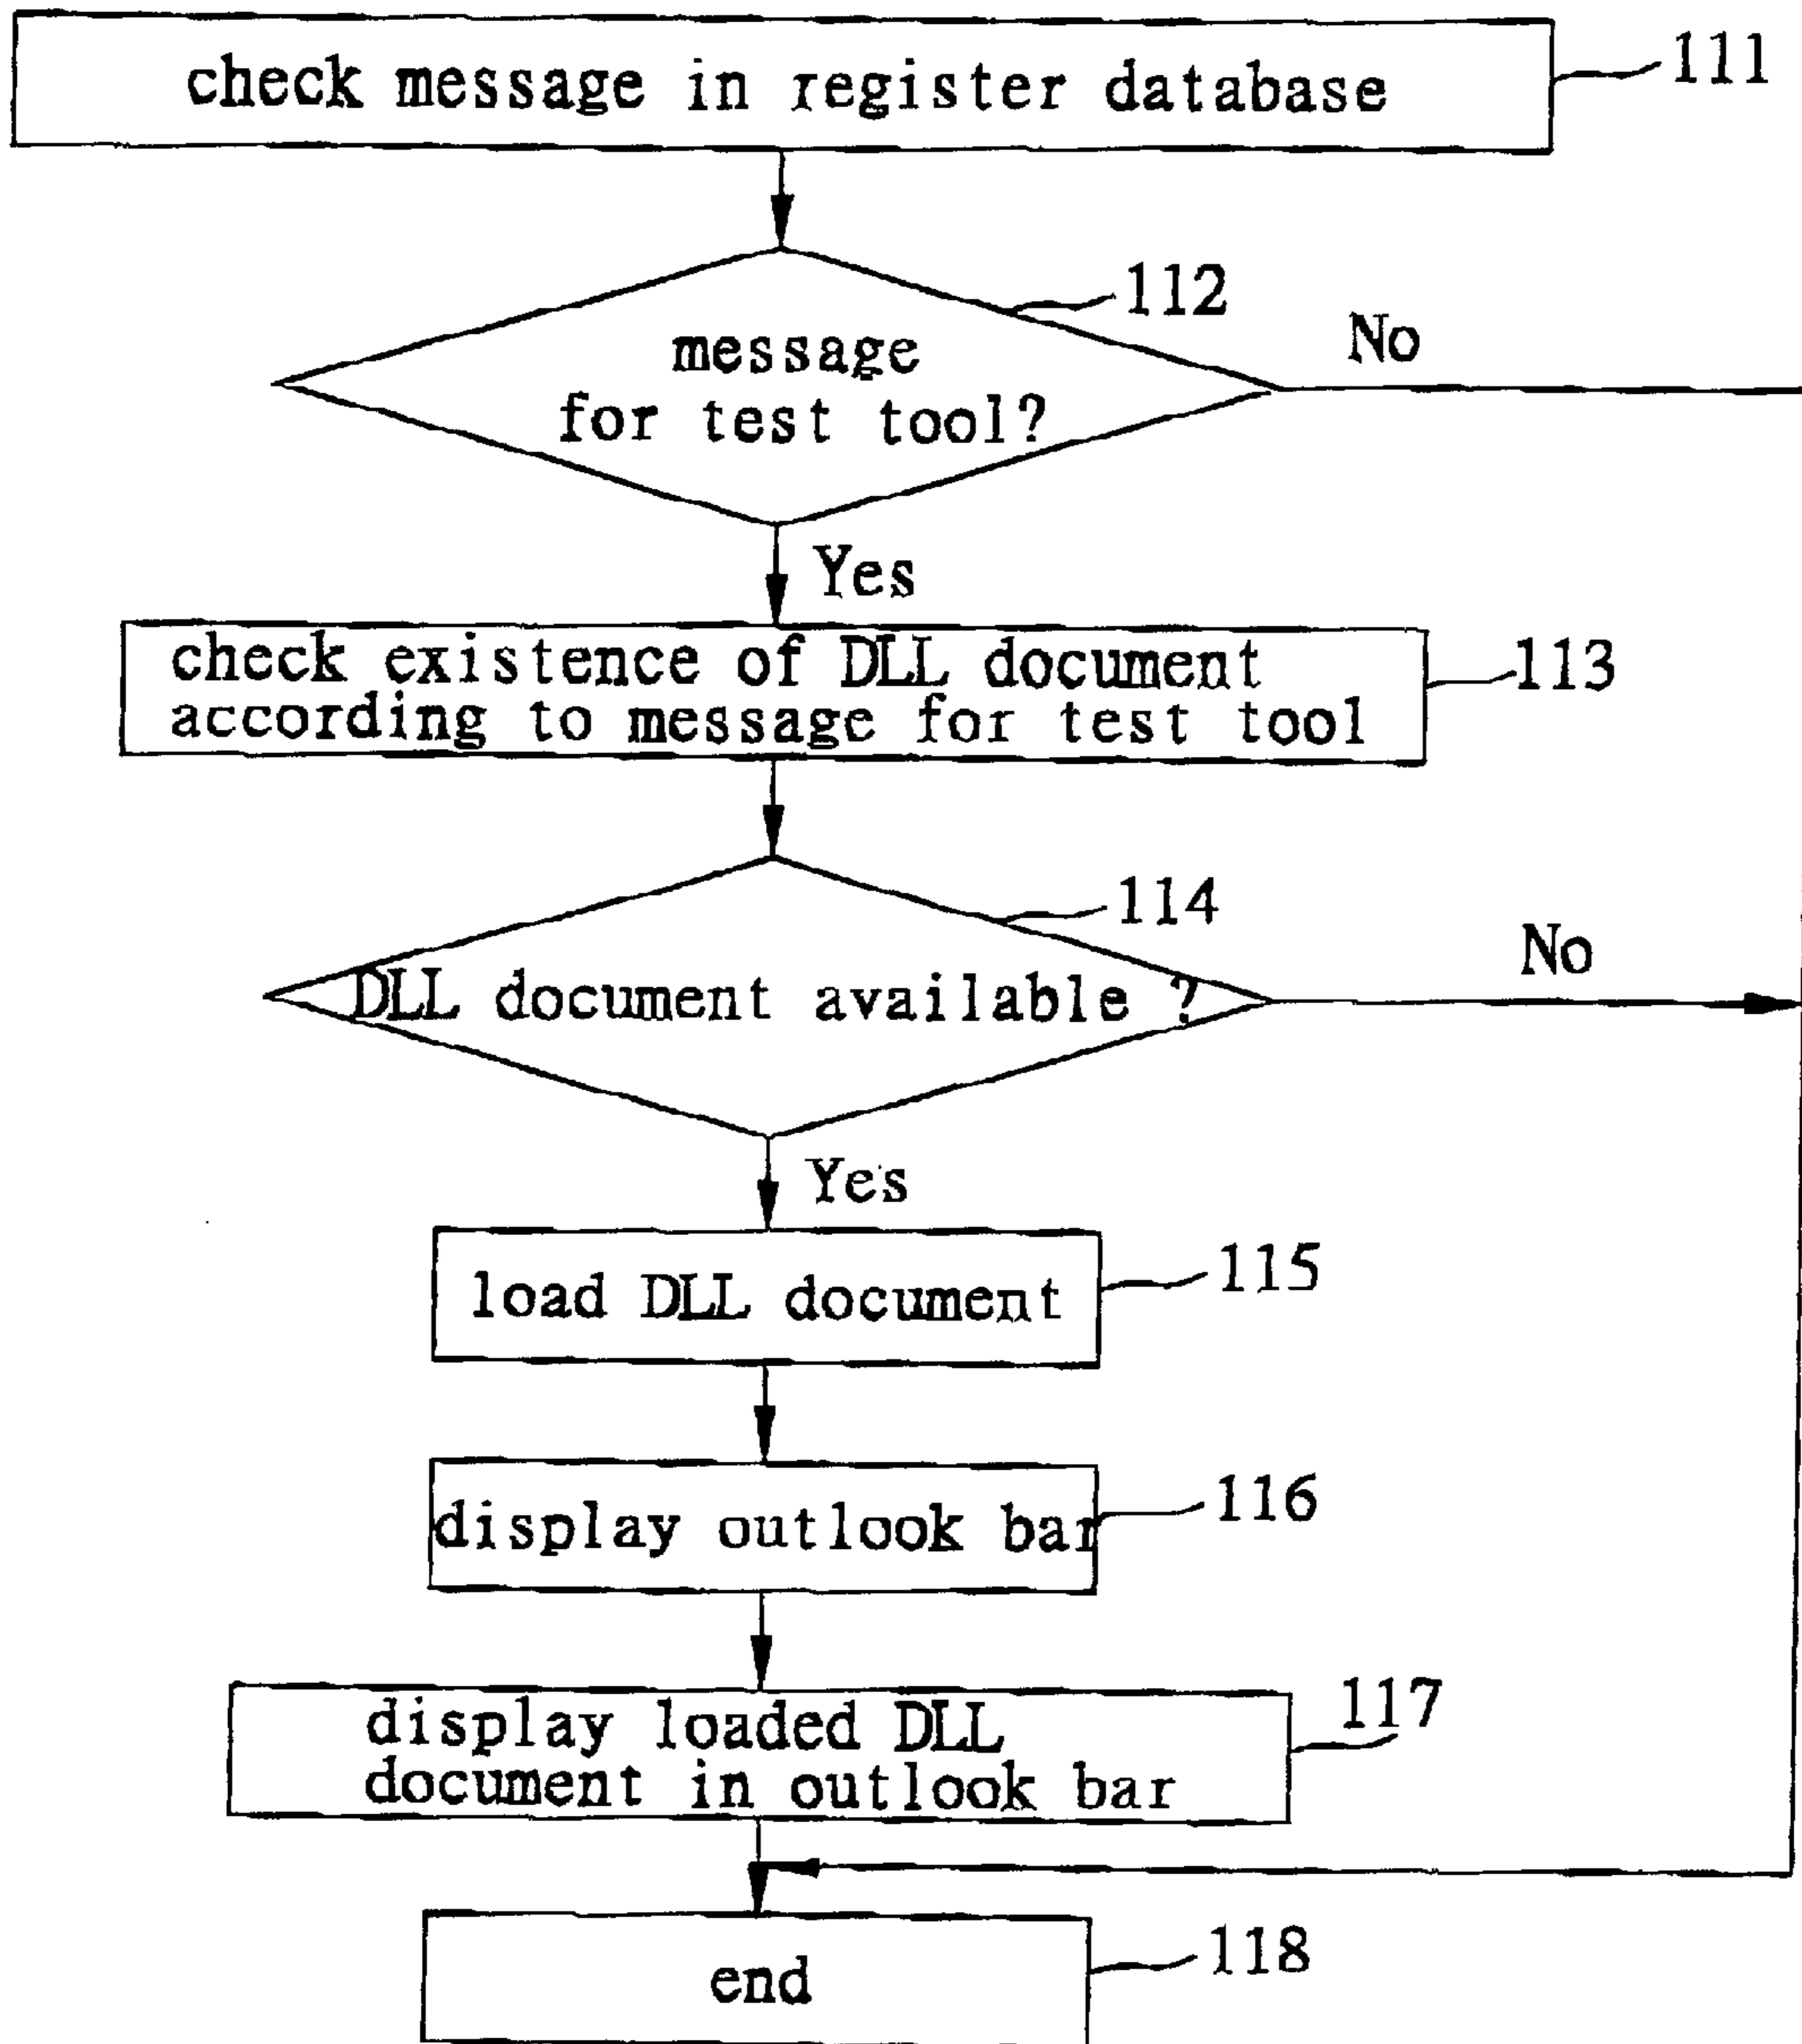 check message in register database
111
112
message
for test tool?
No
Yes
check existence of DLL document
according to message for test tool
113
114
DLL document available ?
No
Yes
load DLL document
115
display outlook bar
116
display loaded DLL
document in outlook bar
117
end
118